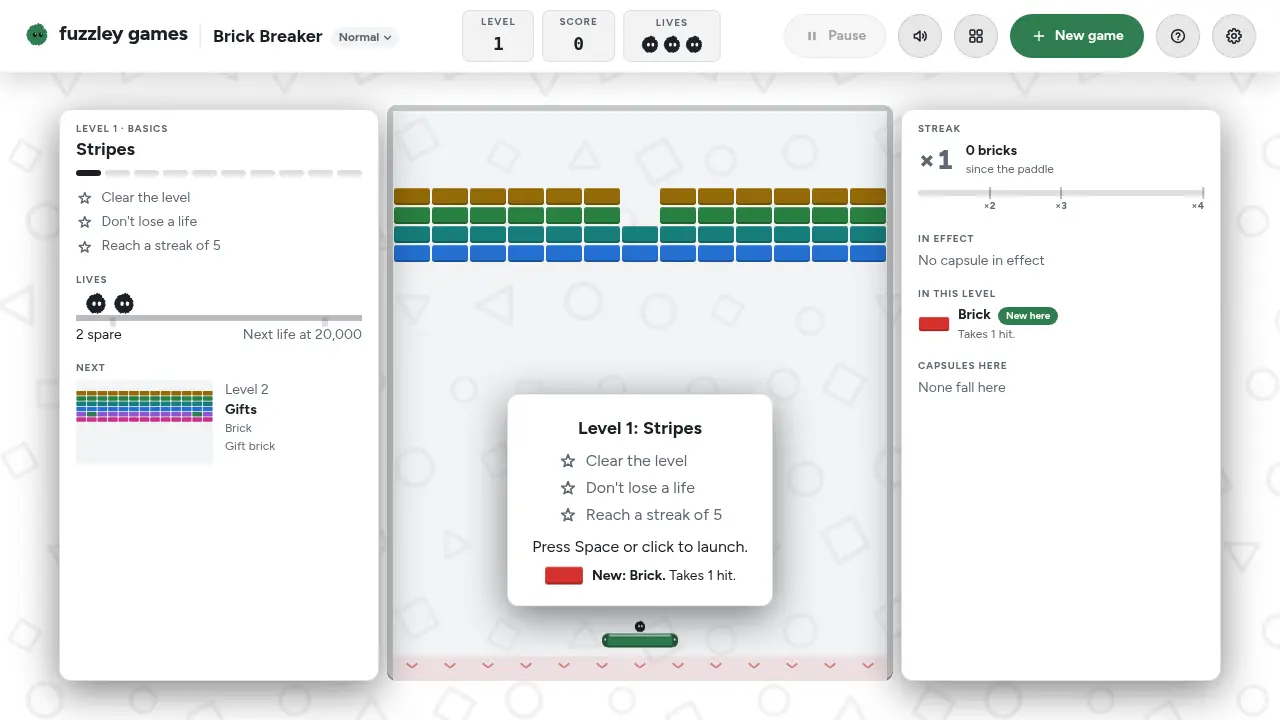 fuzzley games
Brick Breaker
Normal
LEVEL
1
SCORE
0
LIVES
Pause
New game
LEVEL 1 · BASICS
Stripes
Clear the level
Don't lose a life
Reach a streak of 5
LIVES
2 spare
Next life at 20,000
NEXT
Level 2
Gifts
Brick
Gift brick
Level 1: Stripes
Clear the level
Don't lose a life
Reach a streak of 5
Press Space or click to launch.
New: Brick. Takes 1 hit.
STREAK
×1
0 bricks
since the paddle
×2 ×3 ×4
IN EFFECT
No capsule in effect
IN THIS LEVEL
Brick New here
Takes 1 hit.
CAPSULES HERE
None fall here